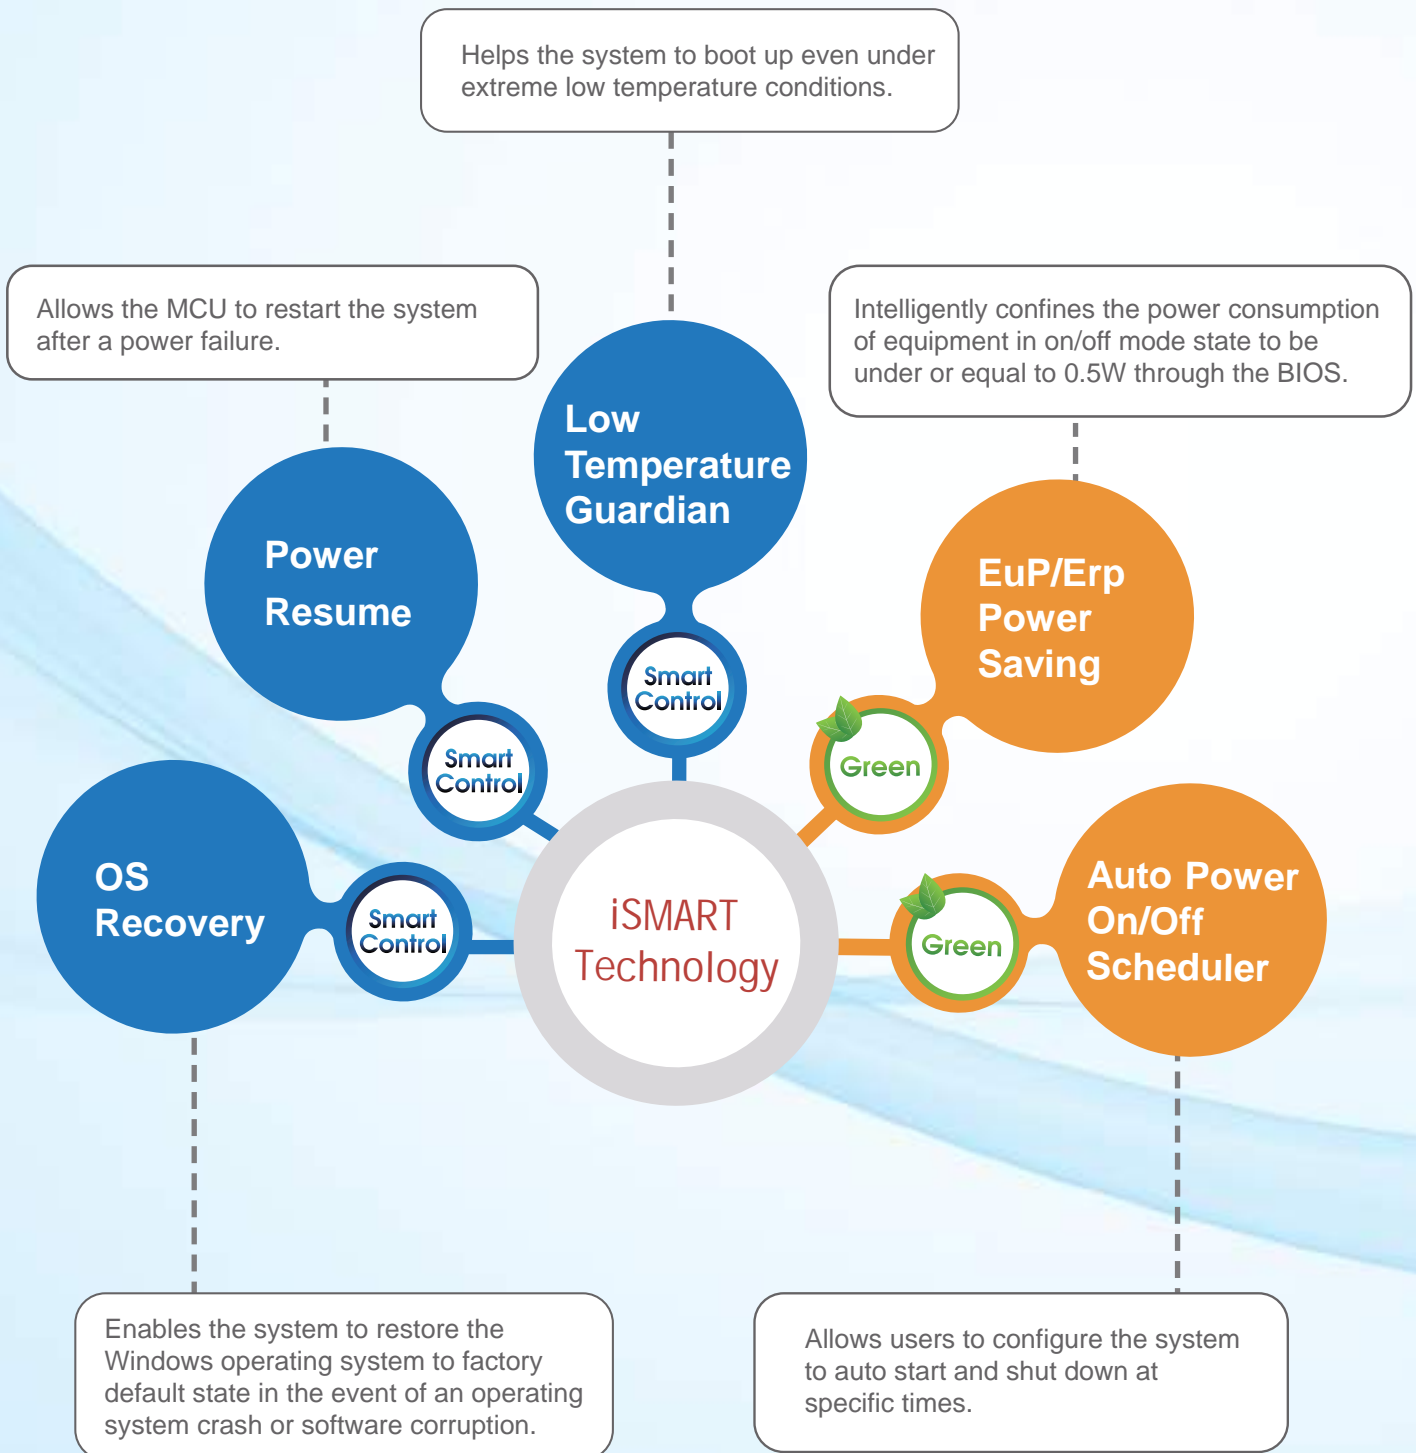 Helps the system to boot up even under
extreme low temperature conditions.
Allows the MCU to restart the system
after a power failure.
Intelligently confines the power consumption
of equipment in on/off mode state to be
under or equal to 0.5W through the BIOS.
Low
Temperature
Guardian
Power
Resume
EuP/Erp
Power
Saving
Smart
Control
Smart
Control
Green
OS
Recovery
Smart
Control
iSMART
Technology
Green
Auto Power
On/Off
Scheduler
Enables the system to restore the
Windows operating system to factory
default state in the event of an operating
system crash or software corruption.
Allows users to configure the system
to auto start and shut down at
specific times.